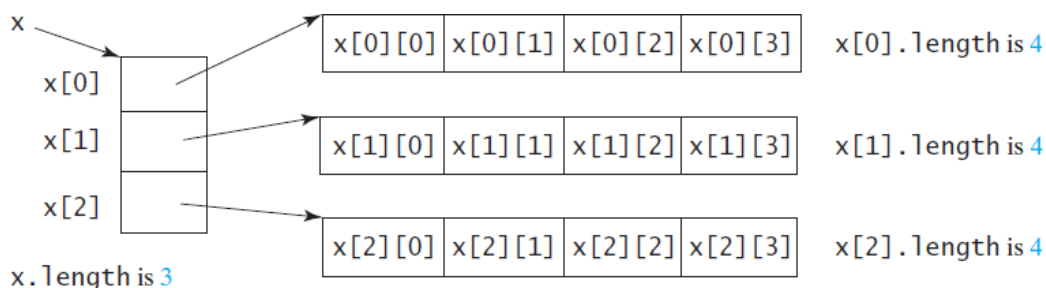 x
x[0]
x[1]
x[2]
x.length is 3
x[0][0] x[0][1] x[0][2] x[0][3] x[0].length is 4
x[1][0] x[1][1] x[1][2] x[1][3] x[1].length is 4
x[2][0] x[2][1] x[2][2] x[2][3] x[2].length is 4